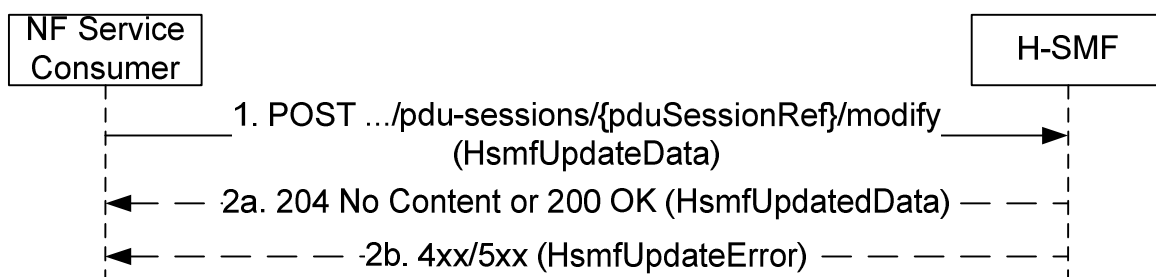 NF Service
Consumer
H-SMF
1. POST .../pdu-sessions/{pduSessionRef}/modify
(HsmfUpdateData)
2a. 204 No Content or 200 OK (HsmfUpdatedData)
2b. 4xx/5xx (HsmfUpdateError)